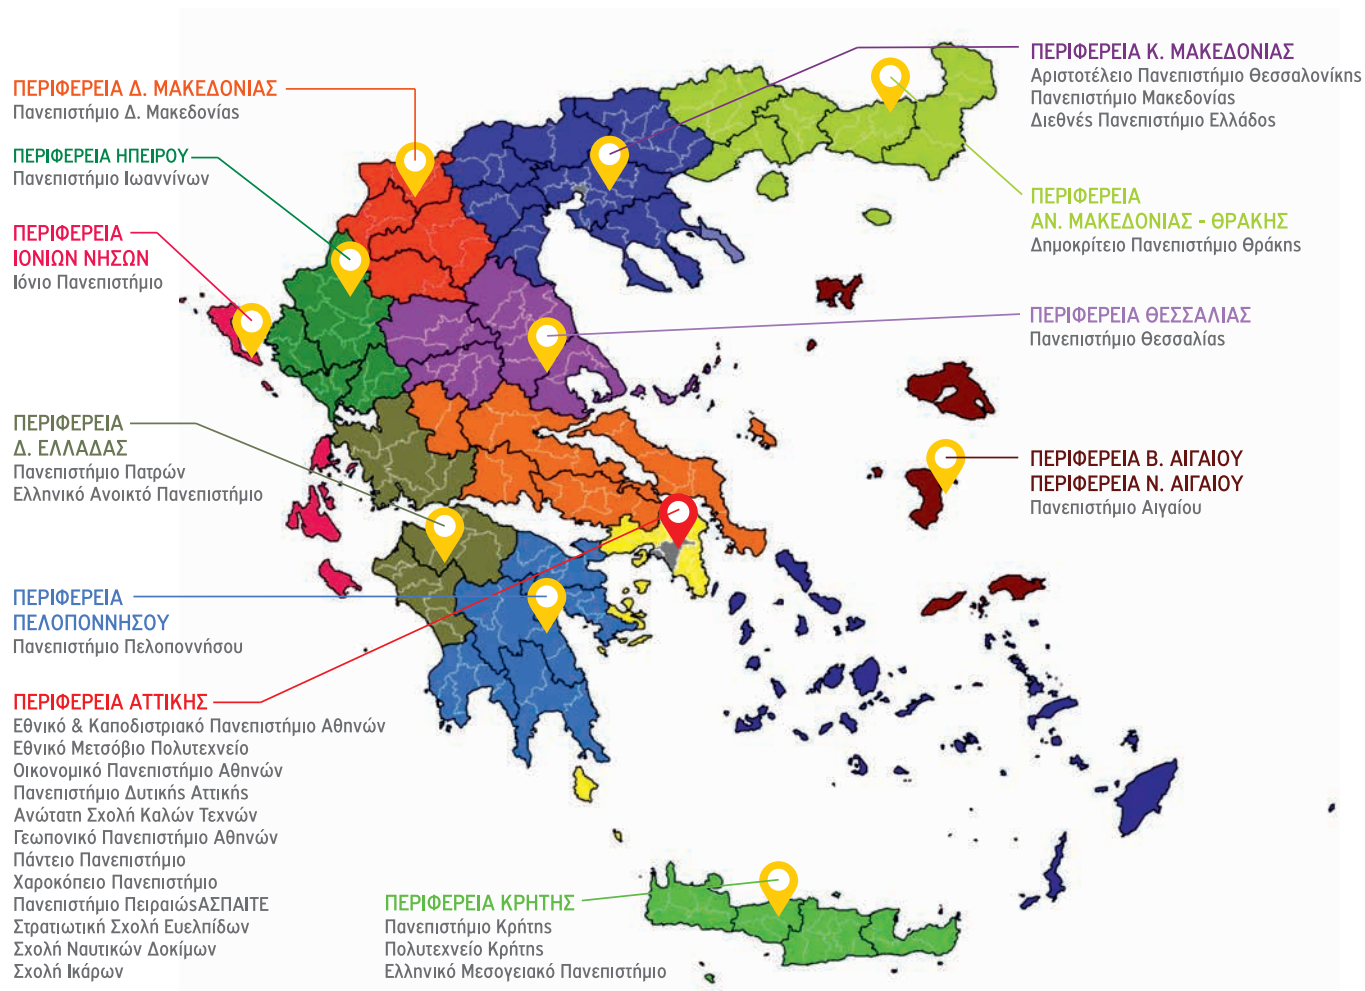 ΠΕΡΙΦΕΡΕΙΑ Δ. ΜΑΚΕΔΟΝΙΑΣ
Πανεπιστήμιο Δ. Μακεδονίας
ΠΕΡΙΦΕΡΕΙΑ ΗΠΕΙΡΟΥ
Πανεπιστήμιο Ιωαννίνων
ΠΕΡΙΦΕΡΕΙΑ
ΙΟΝΙΩΝ ΝΗΣΩΝ
Ιόνιο Πανεπιστήμιο
ΠΕΡΙΦΕΡΕΙΑ
Δ. ΕΛΛΑΔΑΣ
Πανεπιστήμιο Πατρών
Ελληνικό Ανοικτό Πανεπιστήμιο
ΠΕΡΙΦΕΡΕΙΑ
ΠΕΛΟΠΟΝΝΗΣΟΥ
Πανεπιστήμιο Πελοποννήσου
ΠΕΡΙΦΕΡΕΙΑ ΑΤΤΙΚΗΣ
Εθνικό & Καποδιστριακό Πανεπιστήμιο Αθηνών
Εθνικό Μετσόβιο Πολυτεχνείο
Οικονομικό Πανεπιστήμιο Αθηνών
Πανεπιστήμιο Δυτικής Αττικής
Ανώτατη Σχολή Καλών Τεχνών
Γεωπονικό Πανεπιστήμιο Αθηνών
Πάντειο Πανεπιστήμιο
Χαροκόπειο Πανεπιστήμιο
Πανεπιστήμιο ΠειραιώςΑΣΠΑΙΤΕ
Στρατιωτική Σχολή Ευελπίδων
Σχολή Ναυτικών Δοκίμων
Σχολή Ικάρων
ΠΕΡΙΦΕΡΕΙΑ ΚΡΗΤΗΣ
Πανεπιστήμιο Κρήτης
Πολυτεχνείο Κρήτης
Ελληνικό Μεσογειακό Πανεπιστήμιο
ΠΕΡΙΦΕΡΕΙΑ Κ. ΜΑΚΕΔΟΝΙΑΣ
Αριστοτέλειο Πανεπιστήμιο Θεσσαλονίκης
Πανεπιστήμιο Μακεδονίας
Διεθνές Πανεπιστήμιο Ελλάδος
ΠΕΡΙΦΕΡΕΙΑ
ΑΝ. ΜΑΚΕΔΟΝΙΑΣ - ΘΡΑΚΗΣ
Δημοκρίτειο Πανεπιστήμιο Θράκης
ΠΕΡΙΦΕΡΕΙΑ ΘΕΣΣΑΛΙΑΣ
Πανεπιστήμιο Θεσσαλίας
ΠΕΡΙΦΕΡΕΙΑ Β. ΑΙΓΑΙΟΥ
ΠΕΡΙΦΕΡΕΙΑ Ν. ΑΙΓΑΙΟΥ
Πανεπιστήμιο Αιγαίου